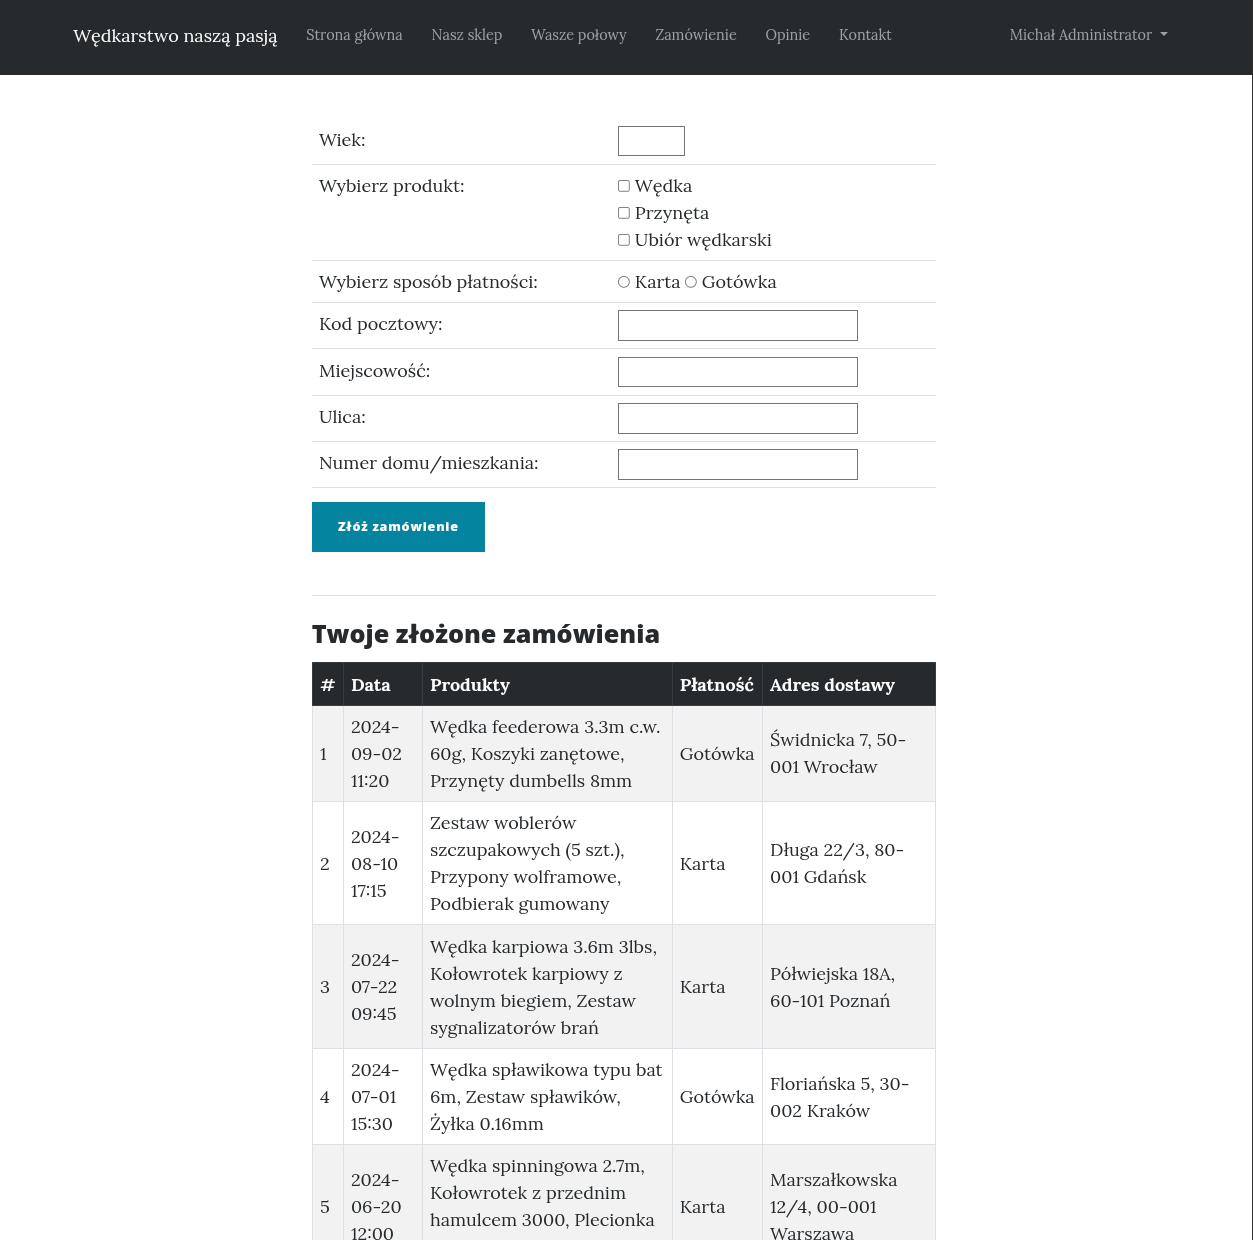 Wędkarstwo naszą pasją Strona główna Nasz sklep Wasze połowy Zamówienie Opinie Kontakt Michał Administrator
Wiek:
Wybierz produkt:
Wędka
Przynęta
Ubiór wędkarski
Wybierz sposób płatności:
Karta Gotówka
Kod pocztowy:
Miejscowość:
Ulica:
Numer domu/mieszkania:
Złóż zamówienie
Twoje złożone zamówienia
# Data Produkty Płatność Adres dostawy
1
2024-
09-02
11:20
Wędka feederowa 3.3m c.w.
60g, Koszyki zanętowe,
Przynęty dumbells 8mm
Gotówka
Świdnicka 7, 50-
001 Wrocław
2
2024-
08-10
17:15
Zestaw woblerów
szczupakowych (5 szt.),
Przypony wolframowe,
Podbierak gumowany
Karta
Długa 22/3, 80-
001 Gdańsk
3
2024-
07-22
09:45
Wędka karpiowa 3.6m 3lbs,
Kołowrotek karpiowy z
wolnym biegiem, Zestaw
sygnalizatorów brań
Karta
Półwiejska 18A,
60-101 Poznań
4
2024-
07-01
15:30
Wędka spławikowa typu bat
6m, Zestaw spławików,
Żyłka 0.16mm
Gotówka
Floriańska 5, 30-
002 Kraków
5
2024-
06-20
12:00
Wędka spinningowa 2.7m,
Kołowrotek z przednim
hamulcem 3000, Plecionka
Karta
Marszałkowska
12/4, 00-001
Warszawa